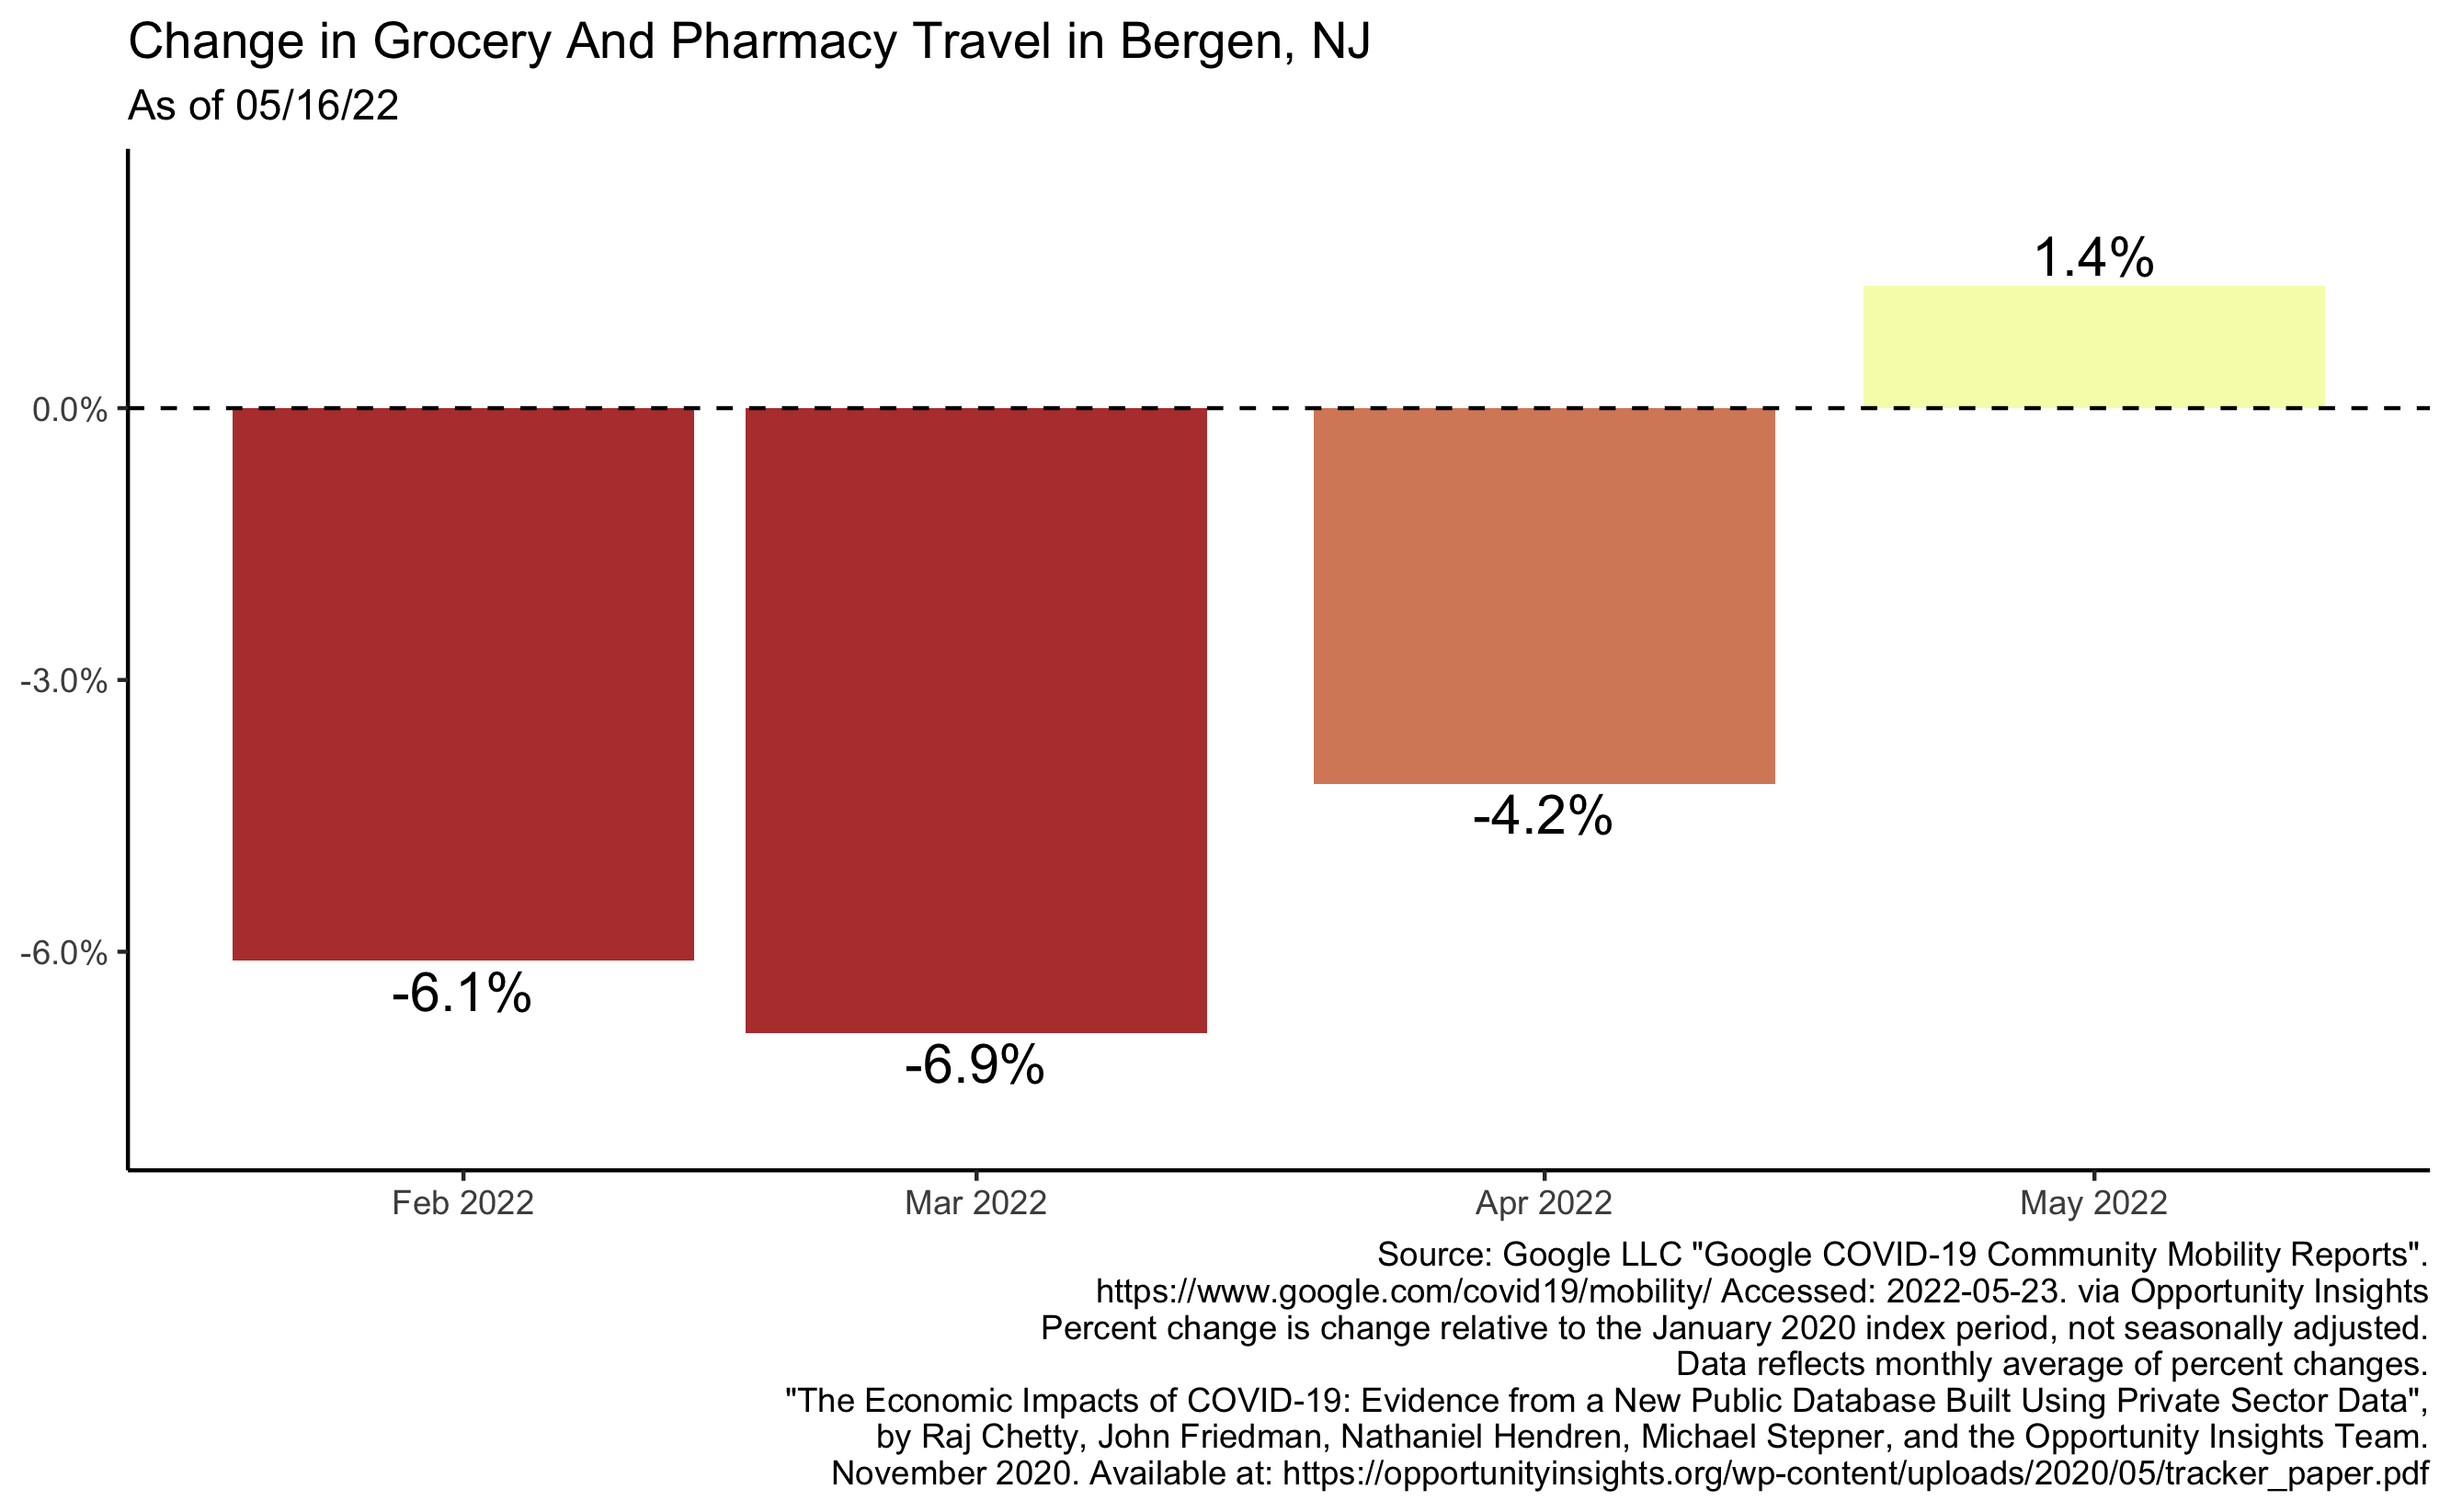 Change in Grocery And Pharmacy Travel in Bergen, NJ
As of 05/16/22
1.4%
0.0%
-3.0%
-4.2%
-6.0%
-6.1%
-6.9%
Feb 2022 Mar 2022 Apr 2022 May 2022
Source: Google LLC "Google COVID-19 Community Mobility Reports".
https://www.google.com/covid19/mobility/ Accessed: 2022-05-23. via Opportunity Insights
Percent change is change relative to the January 2020 index period, not seasonally adjusted.
Data reflects monthly average of percent changes.
"The Economic Impacts of COVID-19: Evidence from a New Public Database Built Using Private Sector Data",
by Raj Chetty, John Friedman, Nathaniel Hendren, Michael Stepner, and the Opportunity Insights Team.
November 2020. Available at: https://opportunityinsights.org/wp-content/uploads/2020/05/tracker_paper.pdf